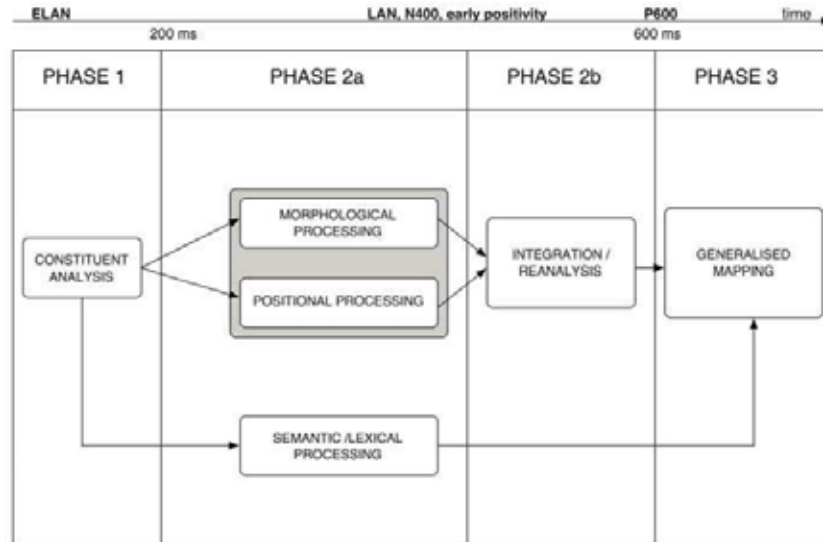 ELAN LAN, N400, early positivity P600 time
200 ms 600 ms
PHASE 1 PHASE 2a PHASE 2b PHASE 3
MORPHOLOGICAL
PROCESSING
CONSTITUENT
ANALYSIS
POSITIONAL PROCESSING
INTEGRATION /
REANALYSIS
GENERALISED
MAPPING
SEMANTIC /LEXICAL
PROCESSING